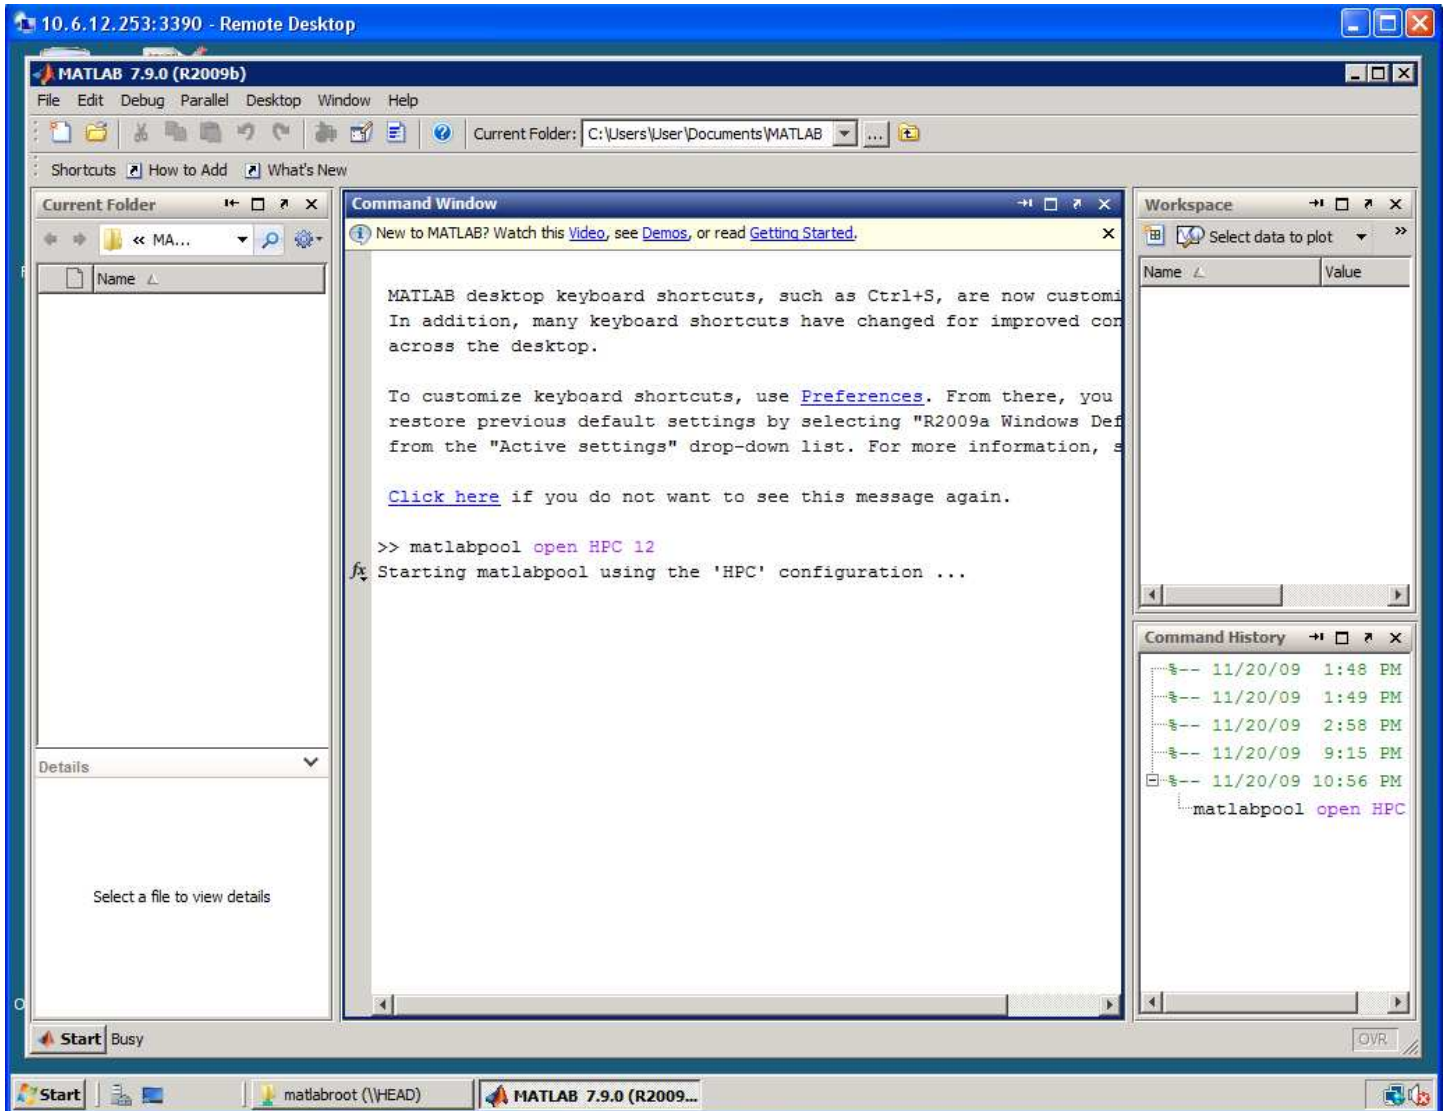 10.6.12.253:3390 - Remote Desktop
MATLAB 7.9.0 (R2009b)
File Edit Debug Parallel Desktop Window Help
Current Folder: C:\Users\User\Documents\MATLAB ...
Shortcuts How to Add What's New
Current Folder
« MA...
Name
Details
Select a file to view details
Command Window
New to MATLAB? Watch this Video, see Demos, or read Getting Started.
MATLAB desktop keyboard shortcuts, such as Ctrl+S, are now customi
In addition, many keyboard shortcuts have changed for improved con
across the desktop.
To customize keyboard shortcuts, use Preferences. From there, you
restore previous default settings by selecting "R2009a Windows Def
from the "Active settings" drop-down list. For more information, s
Click here if you do not want to see this message again.
>> matlabpool open HPC 12
fx Starting matlabpool using the 'HPC' configuration ...
Workspace
Select data to plot »
Name Value
Command History
%-- 11/20/09 1:48 PM
%-- 11/20/09 1:49 PM
%-- 11/20/09 2:58 PM
%-- 11/20/09 9:15 PM
%-- 11/20/09 10:56 PM
matlabpool open HPC
Start Busy
OVR
Start matlabroot (\\HEAD) MATLAB 7.9.0 (R2009...